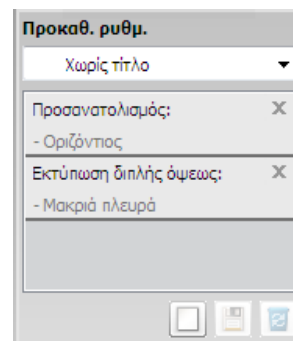 Προκαθ. ρυθμ.
Χωρίς τίτλο
Προσανατολισμός:
- Οριζόντιος
Εκτύπωση διπλής όψεως:
- Μακριά πλευρά